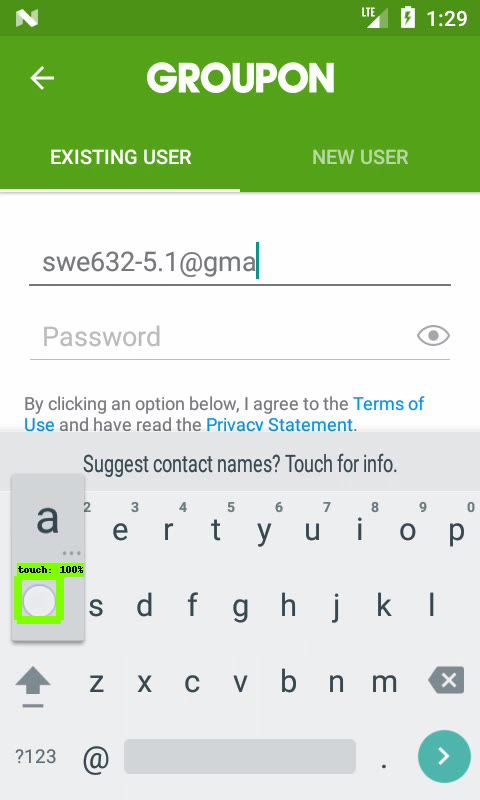 LTE 1:29
GROUPON
EXISTING USER NEW USER
swe632-5.1@gma
Password
By clicking an option below, I agree to the Terms of
Use and have read the Privacy Statement.
Suggest contact names? Touch for info.
a ...
2 3 4 5 6 7 8 9 0
e r t y u i o p
touch: 100%
s d f g h j k l
z x c v b n m
?123 @ .